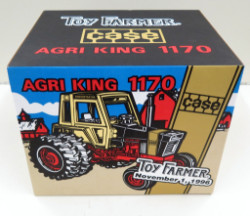 TOY FARMER
CASE
AGRI KING 1170
AGRI KING 1170
CASE
TOY FARMER
November 1, 1996